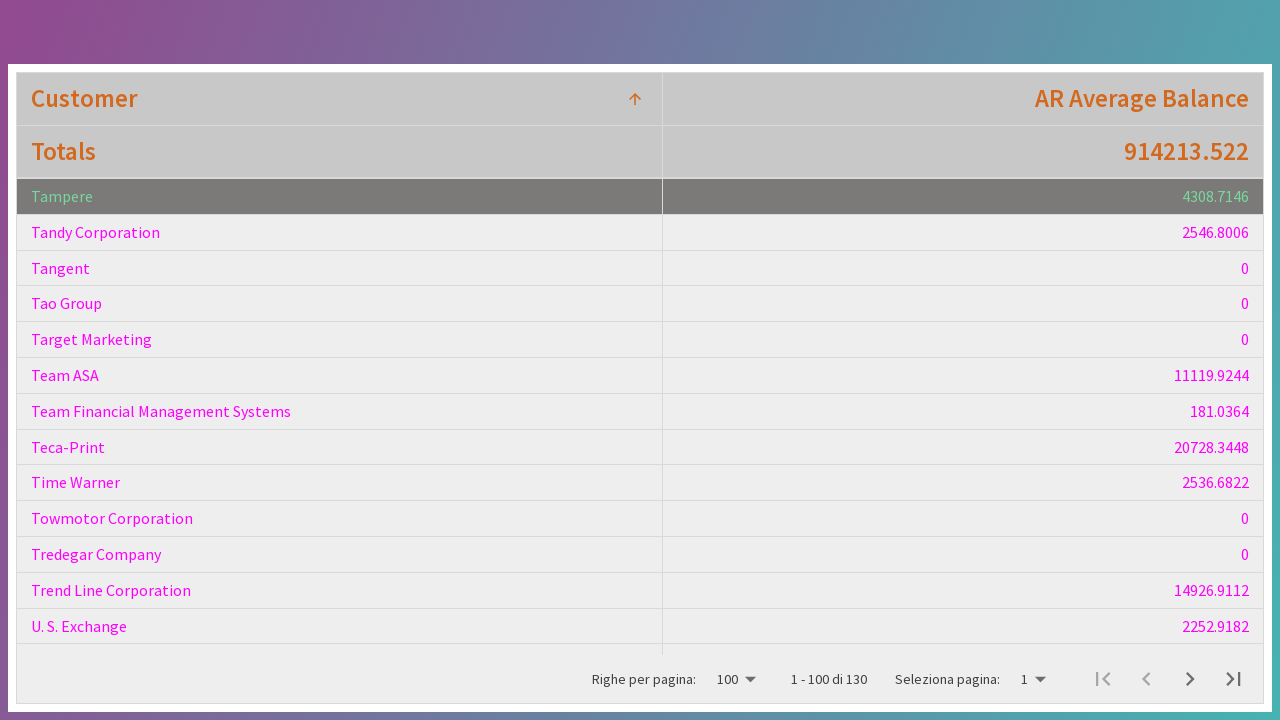 Customer AR Average Balance
Totals 914213.522
Tampere 4308.7146
Tandy Corporation 2546.8006
Tangent 0
Tao Group 0
Target Marketing 0
Team ASA 11119.9244
Team Financial Management Systems 181.0364
Teca-Print 20728.3448
Time Warner 2536.6822
Towmotor Corporation 0
Tredegar Company 0
Trend Line Corporation 14926.9112
U. S. Exchange 2252.9182
Righe per pagina: 100 1 - 100 di 130 Seleziona pagina: 1